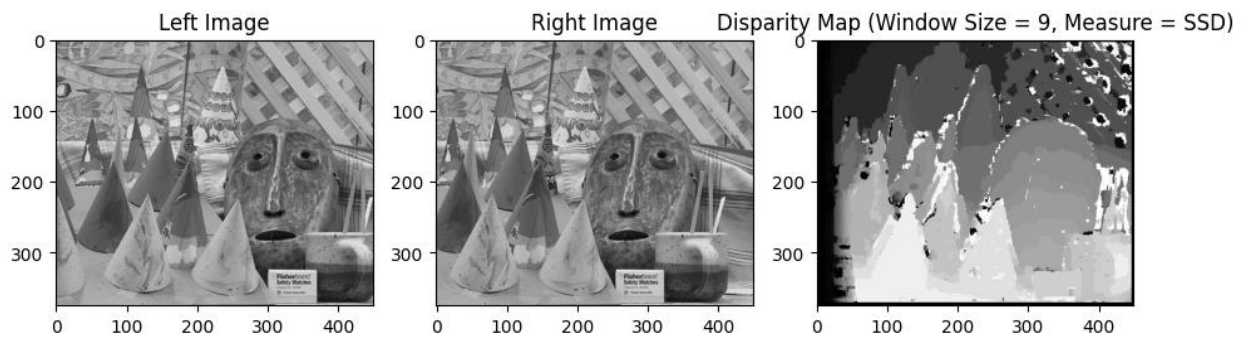 Left Image
Right Image
Disparity Map (Window Size = 9, Measure = SSD)
0
100
200
300
0 100 200 300 400
0
100
200
300
0 100 200 300 400
0
100
200
300
0 100 200 300 400
Fisherbrand
Safety Matches
Fisherbrand
Safety Matches